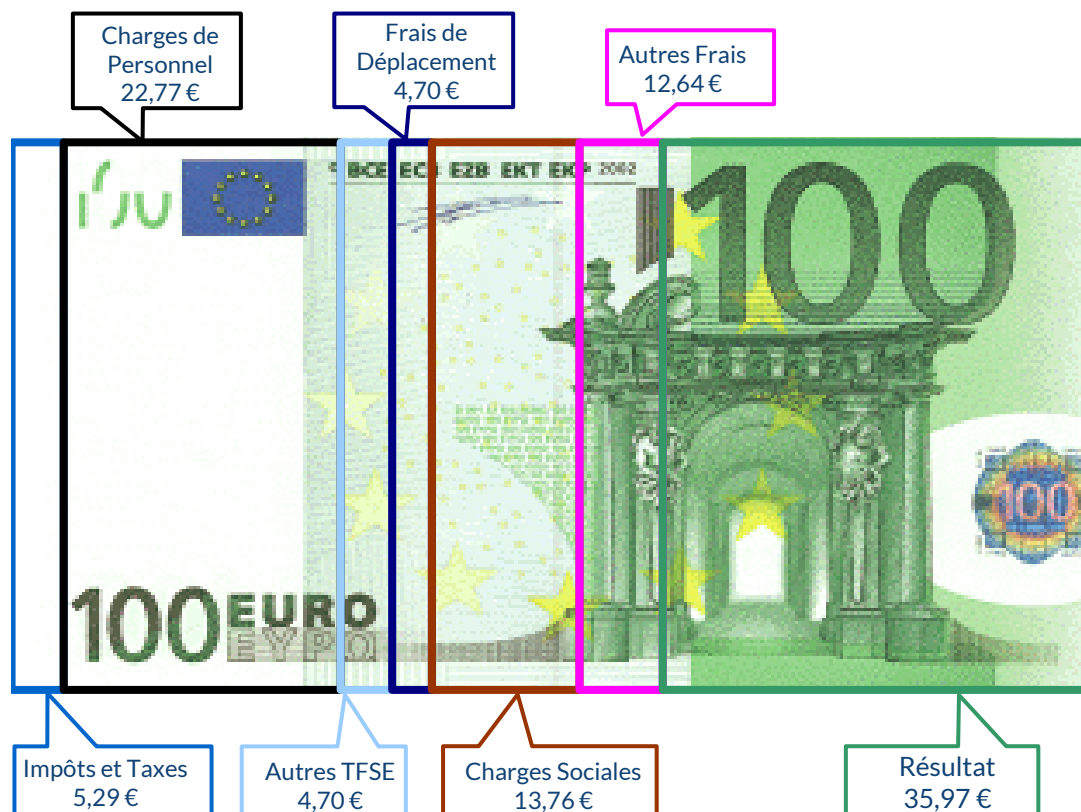 Charges de
Personnel
22,77 €
Frais de
Déplacement
4,70 €
Autres Frais
12,64 €
BCE ECB EZB EKT EKP 2002
100
100
100 EURO
ΕΥΡΩ
Impôts et Taxes
5,29 €
Autres TFSE
4,70 €
Charges Sociales
13,76 €
Résultat
35,97 €